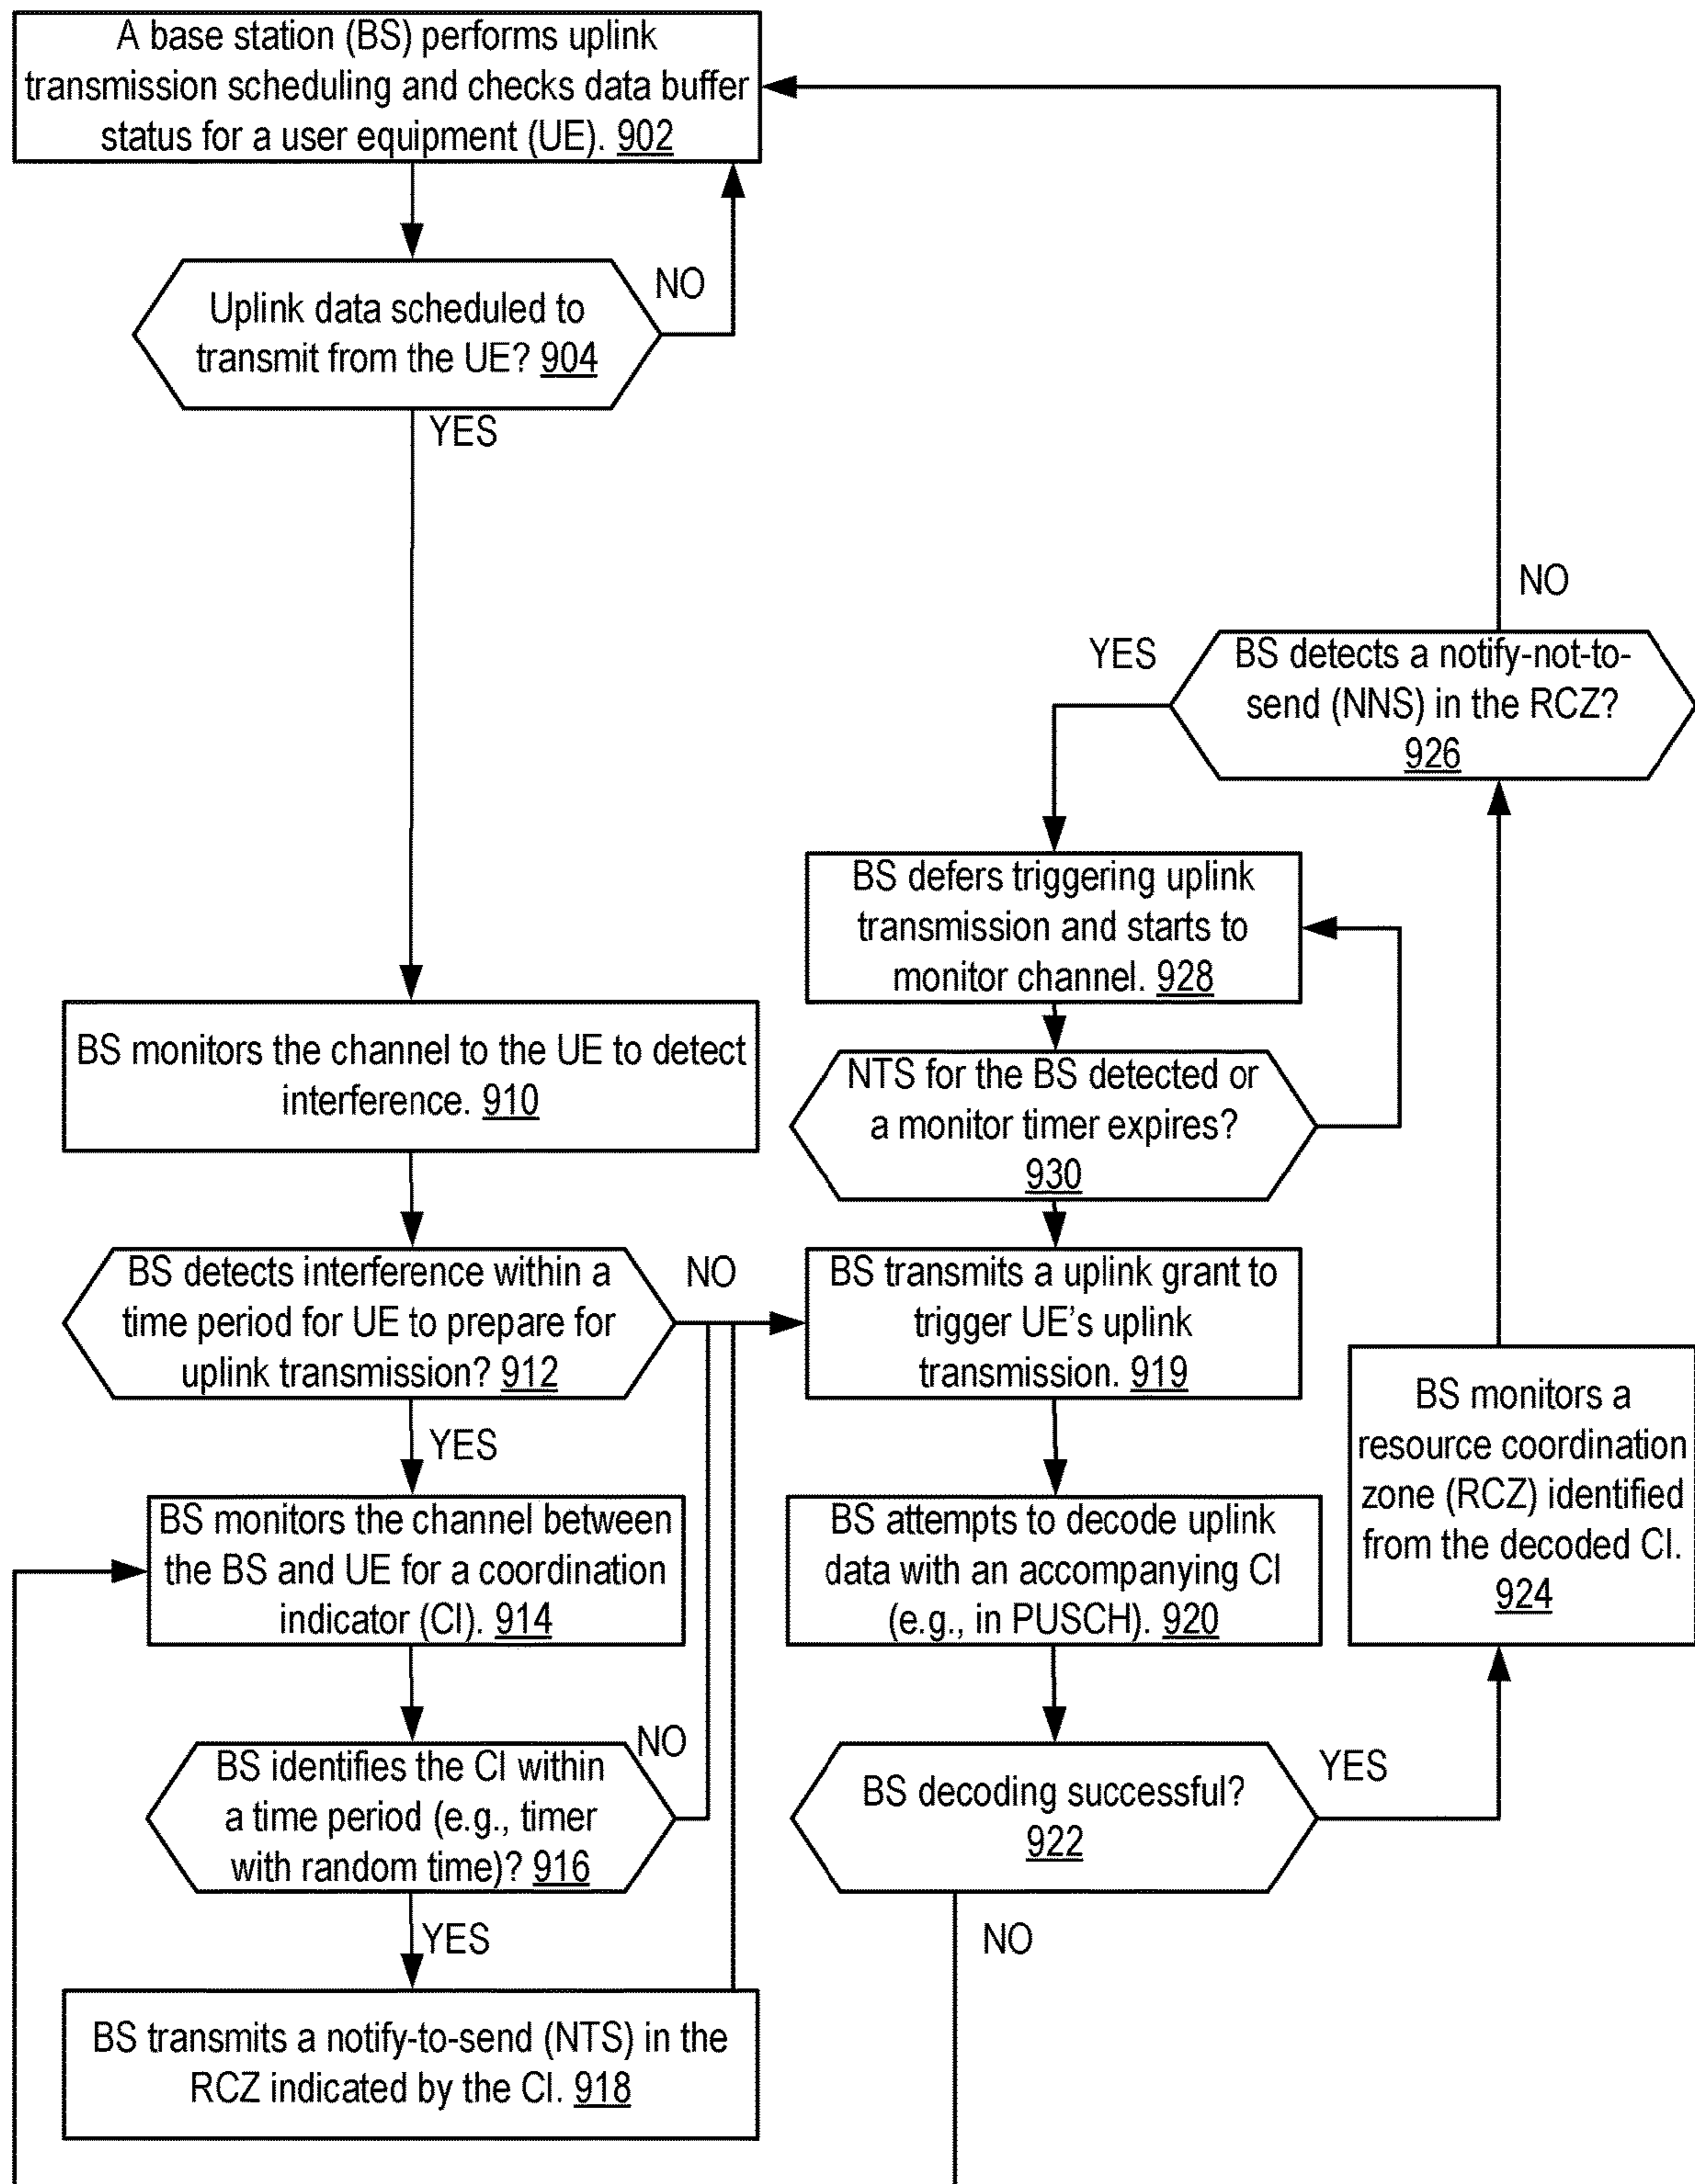 A base station (BS) performs uplink
transmission scheduling and checks data buffer
status for a user equipment (UE). 902
NO
Uplink data scheduled to
transmit from the UE? 904
YES
BS monitors the channel to the UE to detect
interference. 910
BS detects interference within a
time period for UE to prepare for
uplink transmission? 912
NO
YES
BS monitors the channel between
the BS and UE for a coordination
indicator (CI). 914
BS identifies the CI within
a time period (e.g., timer
with random time)? 916
NO
YES
BS transmits a notify-to-send (NTS) in the
RCZ indicated by the CI. 918
NO
YES
BS detects a notify-not-to-
send (NNS) in the RCZ?
926
BS defers triggering uplink
transmission and starts to
monitor channel. 928
NTS for the BS detected or
a monitor timer expires?
930
BS transmits a uplink grant to
trigger UE's uplink
transmission. 919
BS attempts to decode uplink
data with an accompanying CI
(e.g., in PUSCH). 920
BS decoding successful?
922
YES
NO
BS monitors a
resource coordination
zone (RCZ) identified
from the decoded CI.
924